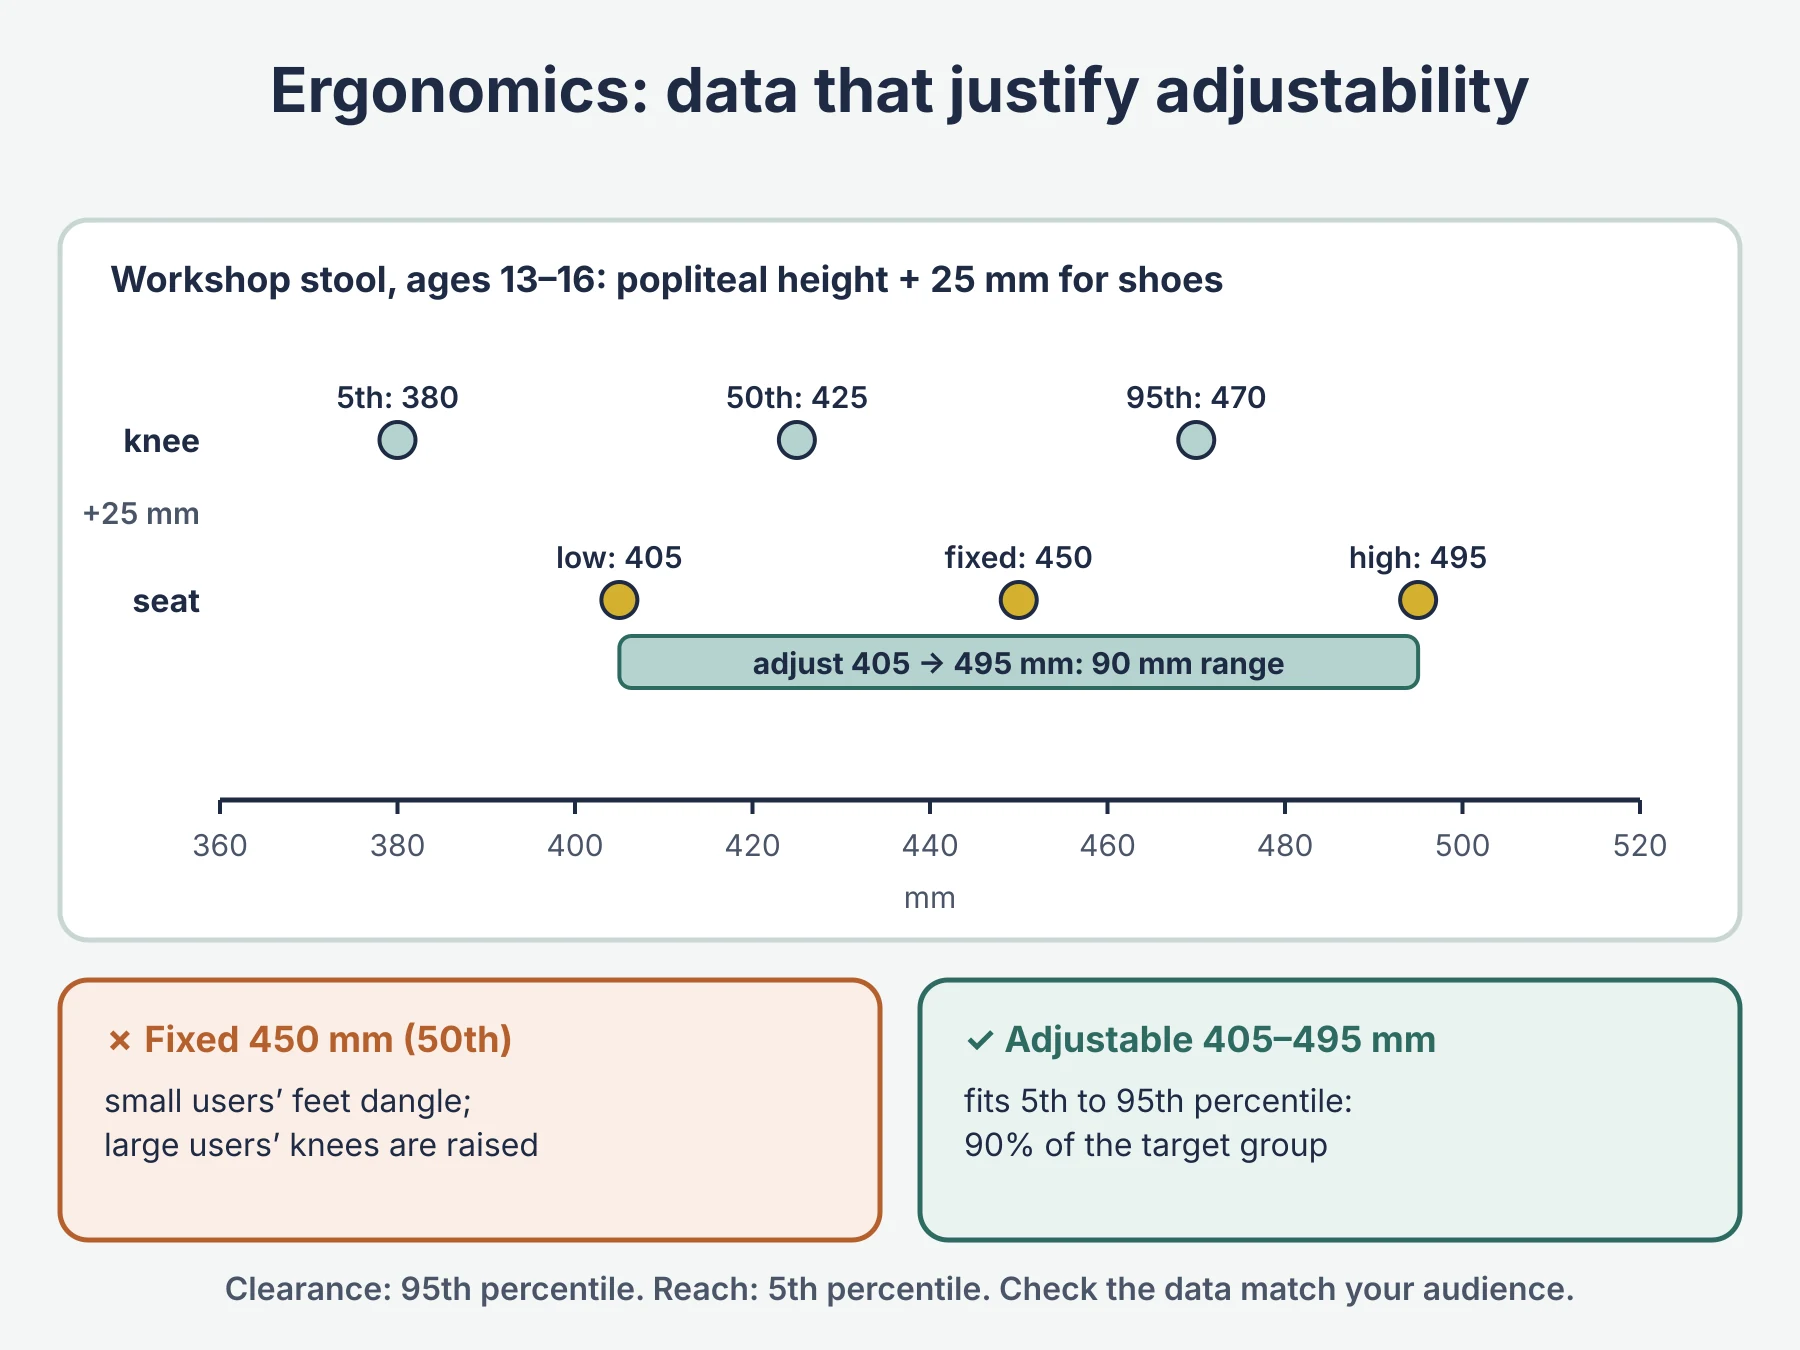 Ergonomics: data that justify adjustability
Workshop stool, ages 13–16: popliteal height + 25 mm for shoes
5th: 380
50th: 425
95th: 470
knee
+25 mm
low: 405
fixed: 450
high: 495
seat
adjust 405 → 495 mm: 90 mm range
360
380
400
420
440
460
480
500
520
mm
× Fixed 450 mm (50th)
small users’ feet dangle;
large users’ knees are raised
✓ Adjustable 405–495 mm
fits 5th to 95th percentile:
90% of the target group
Clearance: 95th percentile. Reach: 5th percentile. Check the data match your audience.